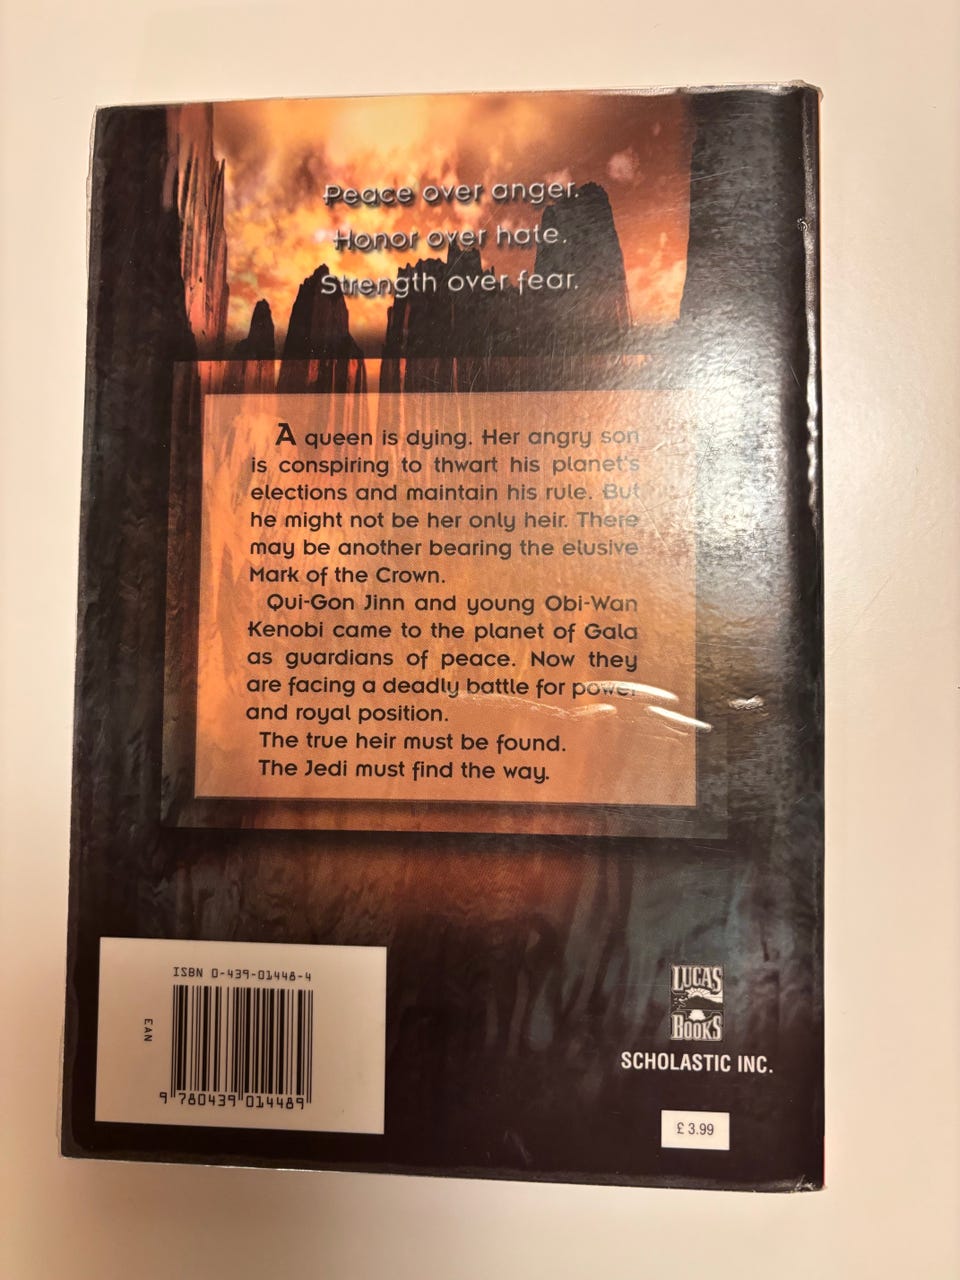 Peace over anger.
Honor over hate.
Strength over fear.
A queen is dying. Her angry son
is conspiring to thwart his planet's
elections and maintain his rule. But
he might not be her only heir. There
may be another bearing the elusive
Mark of the Crown.
Qui-Gon Jinn and young Obi-Wan
Kenobi came to the planet of Gala
as guardians of peace. Now they
are facing a deadly battle for power
and royal position.
The true heir must be found.
The Jedi must find the way.
ISBN 0-439-01448-4
EAN
9 780439 014489
LUCAS
BOOKS
SCHOLASTIC INC.
£ 3.99